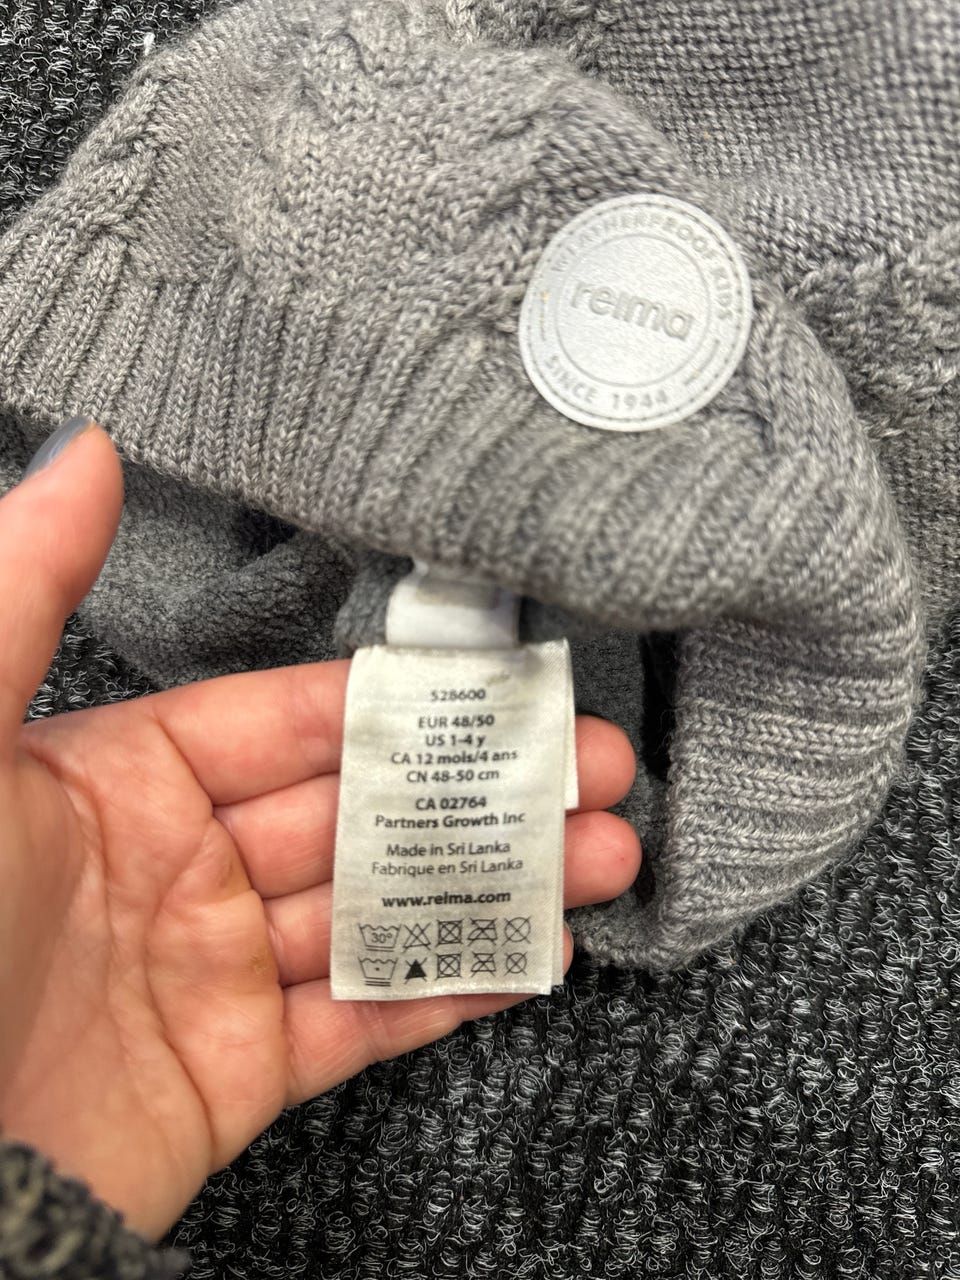 WEATHERPROOF KIDS
reima
SINCE 1944
528600
EUR 48/50
US 1-4 y
CA 12 mois/4 ans
CN 48-50 cm
CA 02764
Partners Growth Inc
Made in Sri Lanka
Fabrique en Sri Lanka
www.reima.com
30°